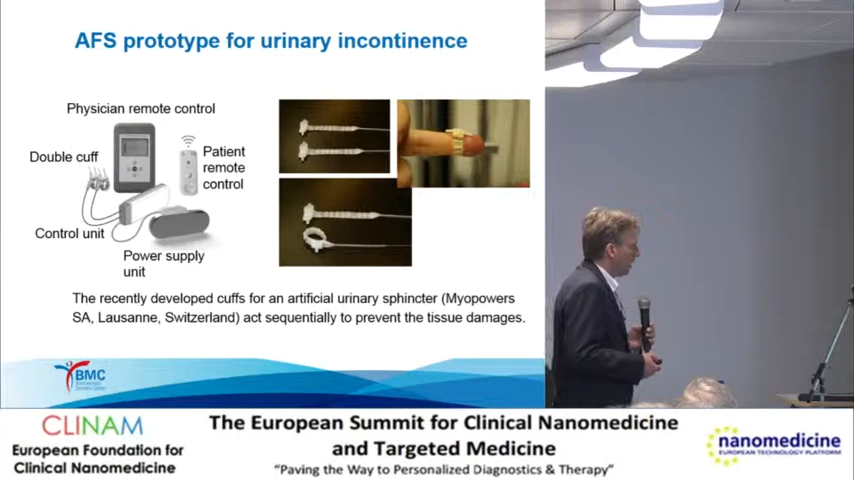 AFS prototype for urinary incontinence
Physician remote control
Double cuff
Patient
remote
control
Control unit
Power supply
unit
The recently developed cuffs for an artificial urinary sphincter (Myopowers
SA, Lausanne, Switzerland) act sequentially to prevent the tissue damages.
BMC
CLINAM
European Foundation for
Clinical Nanomedicine
The European Summit for Clinical Nanomedicine
and Targeted Medicine
“Paving the Way to Personalized Diagnostics & Therapy”
nanomedicine
EUROPEAN TECHNOLOGY PLATFORM